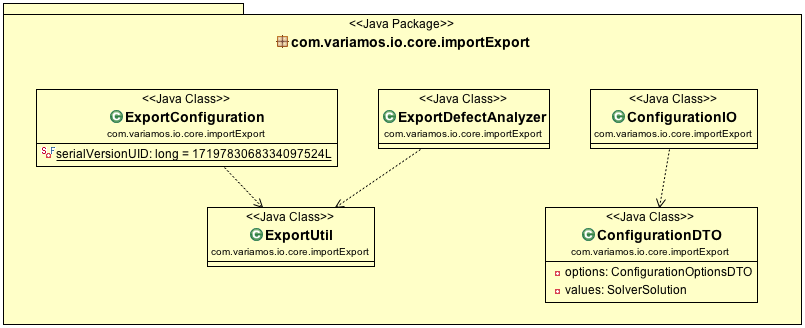 <<Java Package>>
com.variamos.io.core.importExport
<<Java Class>>
ExportConfiguration
com.variamos.io.core.importExport
serialVersionUID: long = 1719783068334097524L
<<Java Class>>
ExportDefectAnalyzer
com.variamos.io.core.importExport
<<Java Class>>
ConfigurationIO
com.variamos.io.core.importExport
<<Java Class>>
ExportUtil
com.variamos.io.core.importExport
<<Java Class>>
ConfigurationDTO
com.variamos.io.core.importExport
options: ConfigurationOptionsDTO
values: SolverSolution